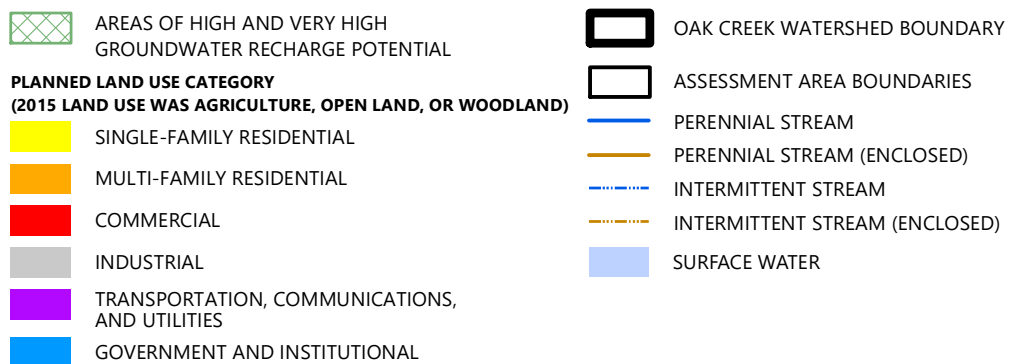 AREAS OF HIGH AND VERY HIGH
GROUNDWATER RECHARGE POTENTIAL
PLANNED LAND USE CATEGORY
(2015 LAND USE WAS AGRICULTURE, OPEN LAND, OR WOODLAND)
SINGLE-FAMILY RESIDENTIAL
MULTI-FAMILY RESIDENTIAL
COMMERCIAL
INDUSTRIAL
TRANSPORTATION, COMMUNICATIONS,
AND UTILITIES
GOVERNMENT AND INSTITUTIONAL
OAK CREEK WATERSHED BOUNDARY
ASSESSMENT AREA BOUNDARIES
PERENNIAL STREAM
PERENNIAL STREAM (ENCLOSED)
INTERMITTENT STREAM
INTERMITTENT STREAM (ENCLOSED)
SURFACE WATER